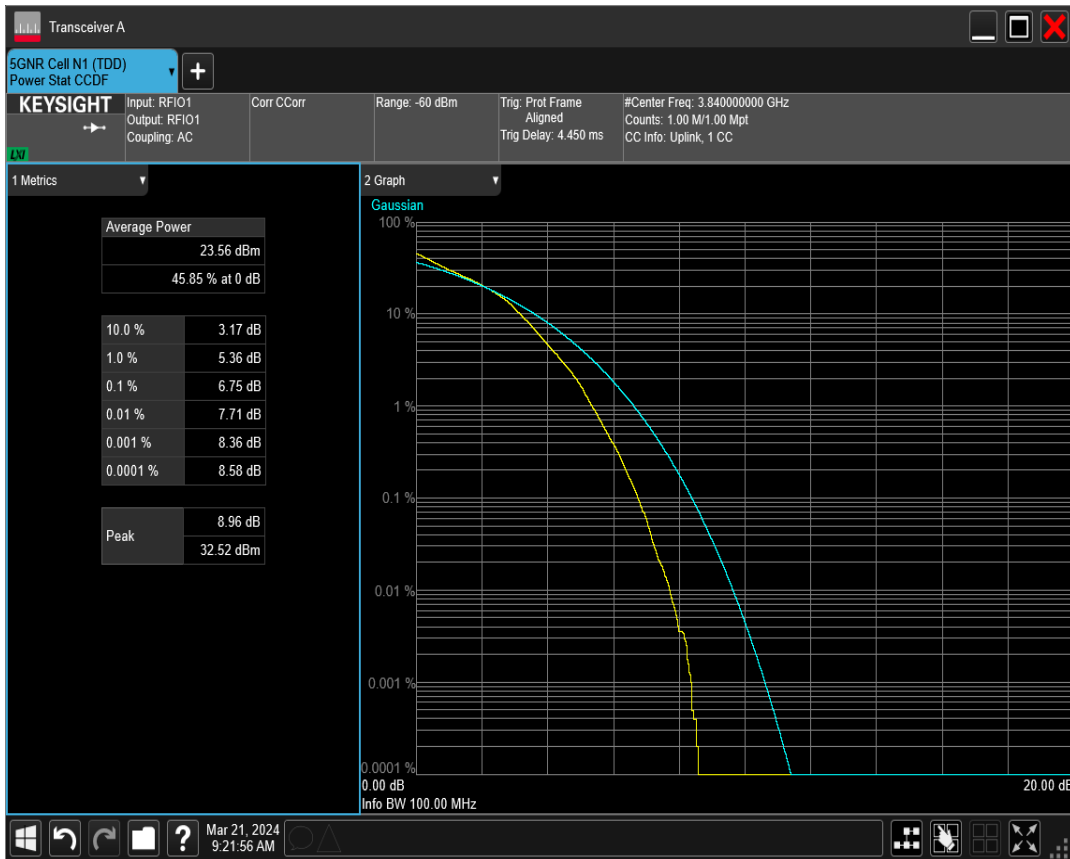 Transceiver A
5GNR Cell N1 (TDD)
Power Stat CCDF
+
KEYSIGHT
LXI
Input: RFIO1
Output: RFIO1
Coupling: AC
Corr CCorr
Range: -60 dBm
Trig: Prot Frame
Aligned
Trig Delay: 4.450 ms
#Center Freq: 3.840000000 GHz
Counts: 1.00 M/1.00 Mpt
CC Info: Uplink, 1 CC
1 Metrics
Average Power
23.56 dBm
45.85 % at 0 dB
10.0 % 3.17 dB
1.0 % 5.36 dB
0.1 % 6.75 dB
0.01 % 7.71 dB
0.001 % 8.36 dB
0.0001 % 8.58 dB
Peak
8.96 dB
32.52 dBm
2 Graph
Gaussian
100 %
10 %
1 %
0.1 %
0.01 %
0.001 %
0.0001 %
0.00 dB
20.00 dB
Info BW 100.00 MHz
?
Mar 21, 2024
9:21:56 AM